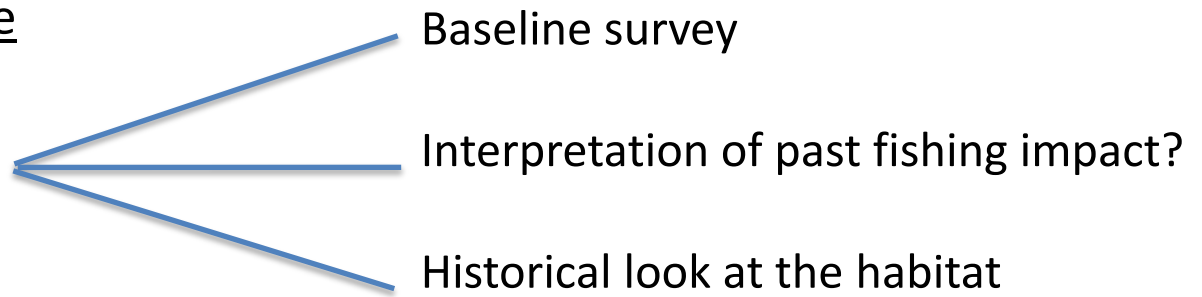 Baseline survey
Interpretation of past fishing impact?
Historical look at the habitat